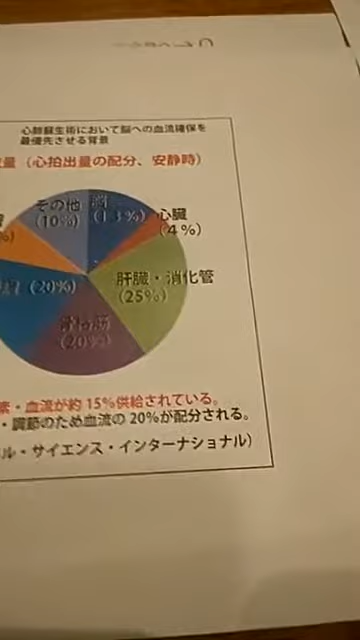 心肺蘇生術において脳への血流確保を
最優先させる背景
量（心拍出量の配分、安静時）
その他
(10%)
脳
心臓
(4%)
%)
肝臓・消化管
(25%)
(20%)
骨格筋
(20%)
素・血流が約15%供給されている。
・調節のため血流の20%が配分される。
ル・サイエンス・インターナショナル）